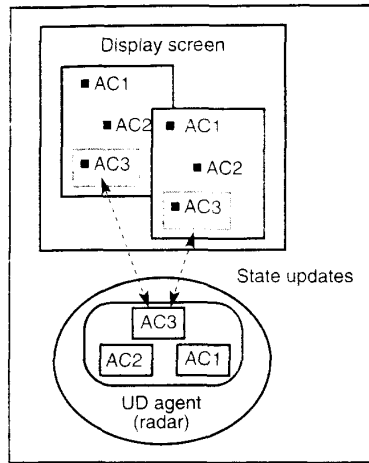 Display screen
AC1
AC2
AC3
AC1
AC2
AC3
State updates
AC3
AC2 AC1
UD agent
(radar)